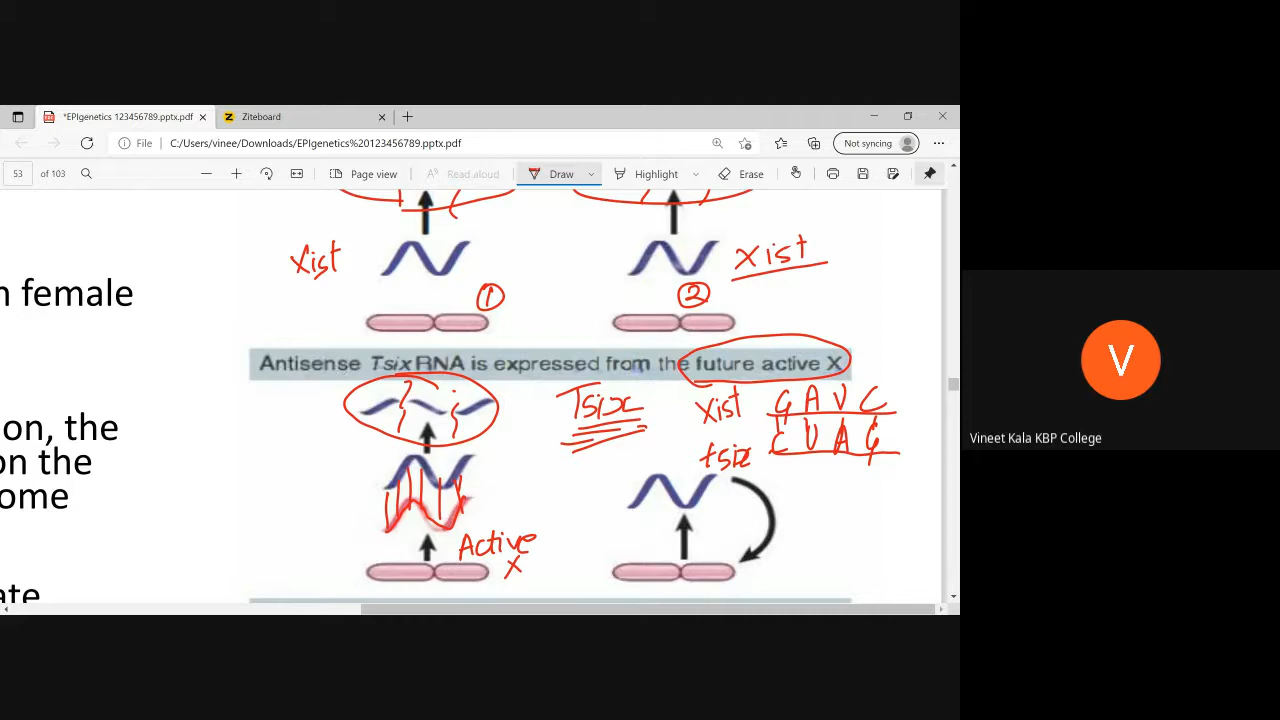 *EPIgenetics 123456789.pptx.pdf
Ziteboard
File
C:/Users/vinee/Downloads/EPIgenetics%20123456789.pptx.pdf
Not syncing
53 of 103
Page view
Read aloud
Draw
Highlight
Erase
Xist
xist
n female
1
2
Antisense Tsix RNA is expressed from the future active X
Tsix
Xist G A U C
tsix C U A G
on, the
on the
ome
Active
X
ate
V
Vineet Kala KBP College